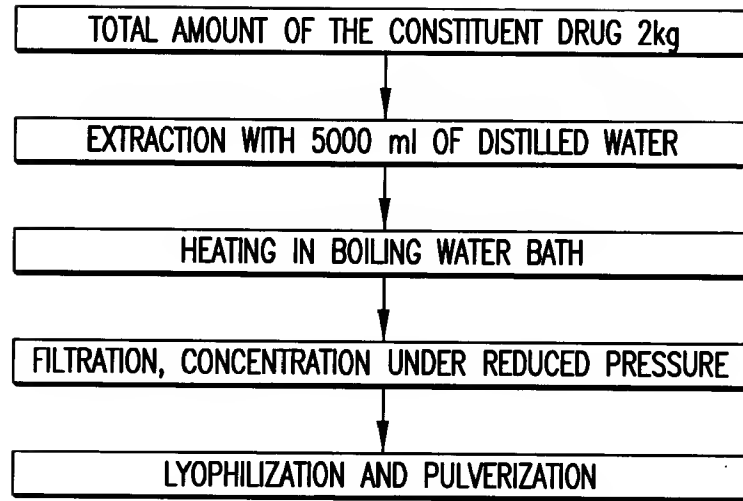 TOTAL AMOUNT OF THE CONSTITUENT DRUG 2kg
EXTRACTION WITH 5000 ml OF DISTILLED WATER
HEATING IN BOILING WATER BATH
FILTRATION, CONCENTRATION UNDER REDUCED PRESSURE
LYOPHILIZATION AND PULVERIZATION